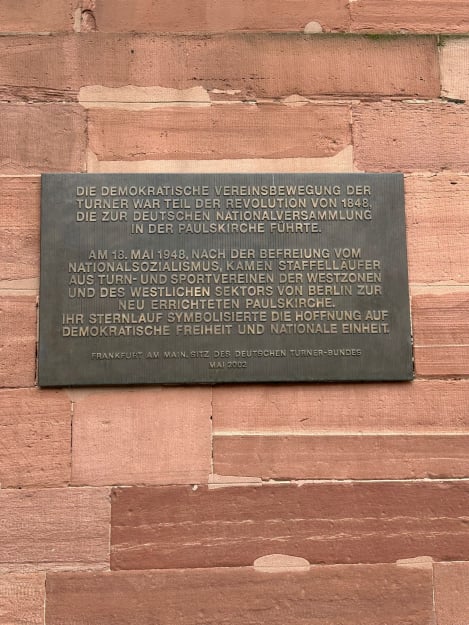 DIE DEMOKRATISCHE VEREINSBEWEGUNG DER
TURNER WAR TEIL DER REVOLUTION VON 1848,
DIE ZUR DEUTSCHEN NATIONALVERSAMMLUNG
IN DER PAULSKIRCHE FÜHRTE.
AM 18. MAI 1948, NACH DER BEFREIUNG VOM
NATIONALSOZIALISMUS, KAMEN STAFFELLÄUFER
AUS TURN- UND SPORTVEREINEN DER WESTZONEN
UND DES WESTLICHEN SEKTORS VON BERLIN ZUR
NEU ERRICHTETEN PAULSKIRCHE.
IHR STERNLAUF SYMBOLISIERTE DIE HOFFNUNG AUF
DEMOKRATISCHE FREIHEIT UND NATIONALE EINHEIT.
FRANKFURT AM MAIN, SITZ DES DEUTSCHEN TURNER-BUNDES
MAI 2002